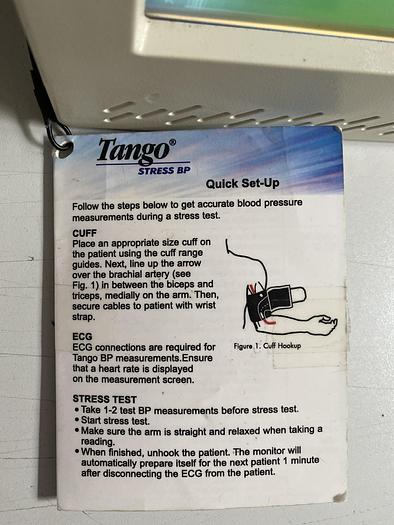 Tango®
STRESS BP
Quick Set-Up
Follow the steps below to get accurate blood pressure
measurements during a stress test.
CUFF
Place an appropriate size cuff on
the patient using the cuff range
guides. Next, line up the arrow
over the brachial artery (see
Fig. 1) in between the biceps and
triceps, medially on the arm. Then,
secure cables to patient with wrist
strap.
Figure 1. Cuff Hookup
ECG
ECG connections are required for
Tango BP measurements.Ensure
that a heart rate is displayed
on the measurement screen.
STRESS TEST
• Take 1-2 test BP measurements before stress test.
• Start stress test.
• Make sure the arm is straight and relaxed when taking a
reading.
• When finished, unhook the patient. The monitor will
automatically prepare itself for the next patient 1 minute
after disconnecting the ECG from the patient.